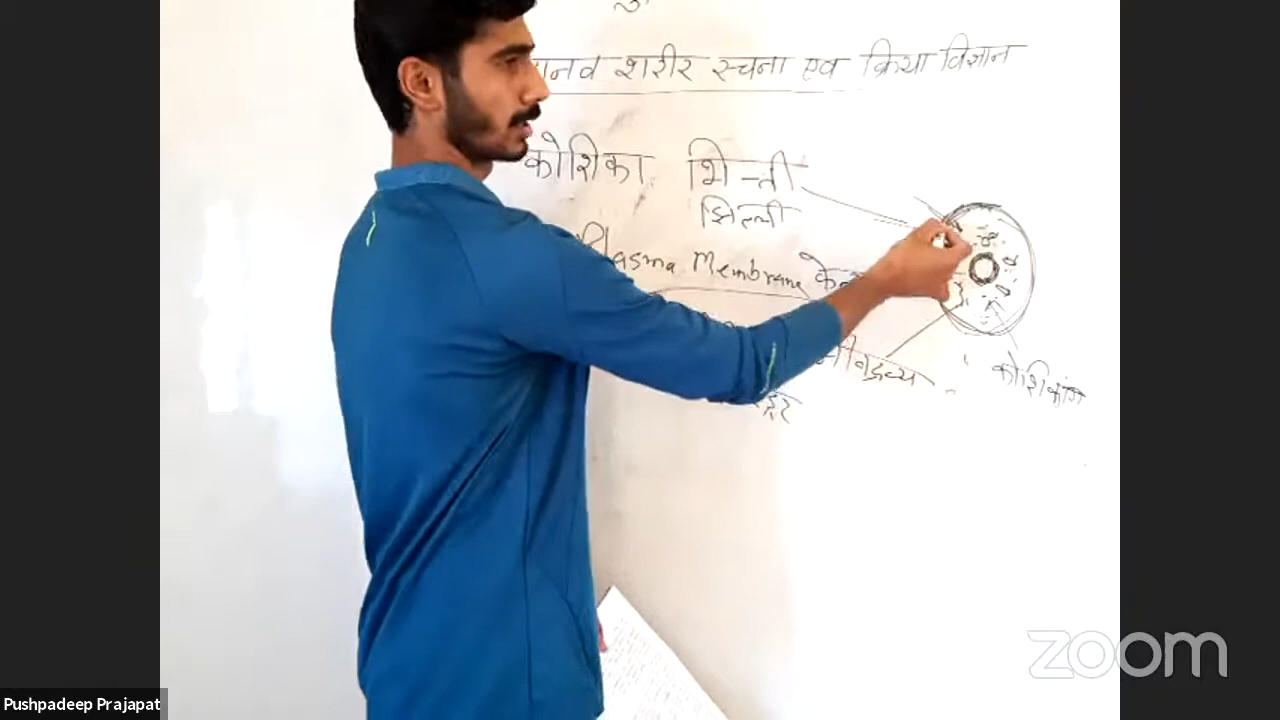 मानव शरीर रचना एव क्रिया विज्ञान
कोशिका भित्ती
झिल्ली
Plasma Membrane
कोशिकांग
Pushpadeep Prajapat
zoom